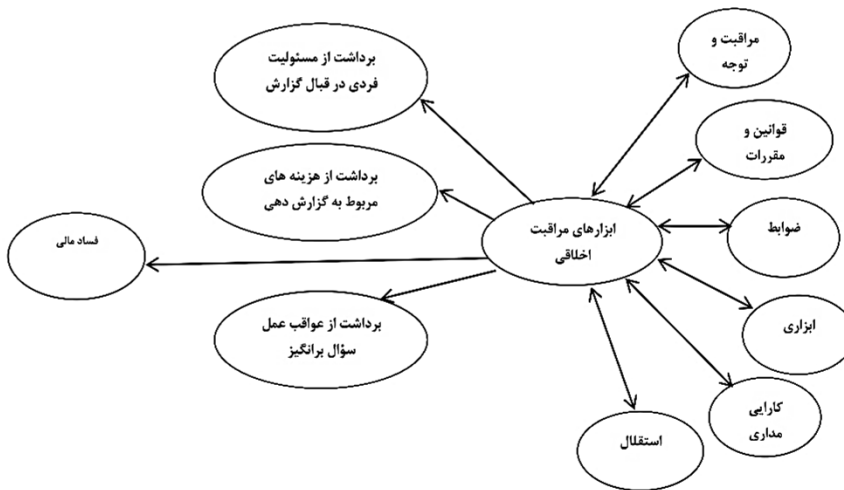 مراقبت و
توجه
قوانین و
مقررات
ضوابط
ابزاری
کارایی
مداری
استقلال
ابزارهای مراقبت
اخلاقی
برداشت از مسئولیت
فردی در قبال گزارش
برداشت از هزینه های
مربوط به گزارش دهی
برداشت از عواقب عمل
سؤال برانگیز
فساد مالی